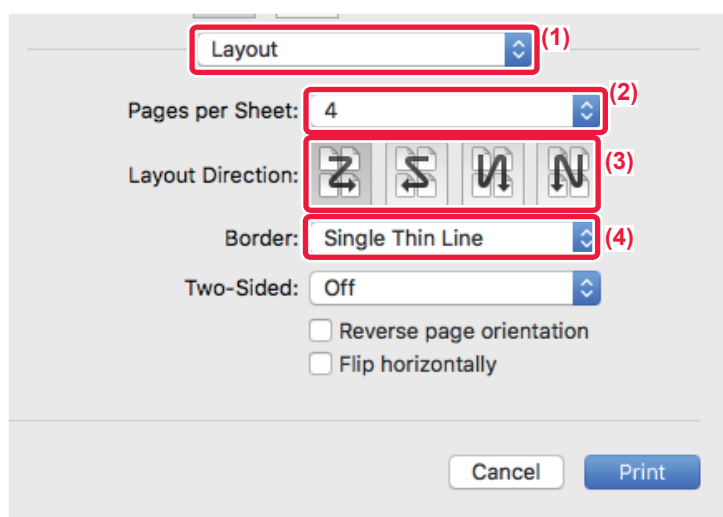 Layout (1)
Pages per Sheet: 4 (2)
Layout Direction: (3)
Border: Single Thin Line (4)
Two-Sided: Off
Reverse page orientation
Flip horizontally
Cancel Print